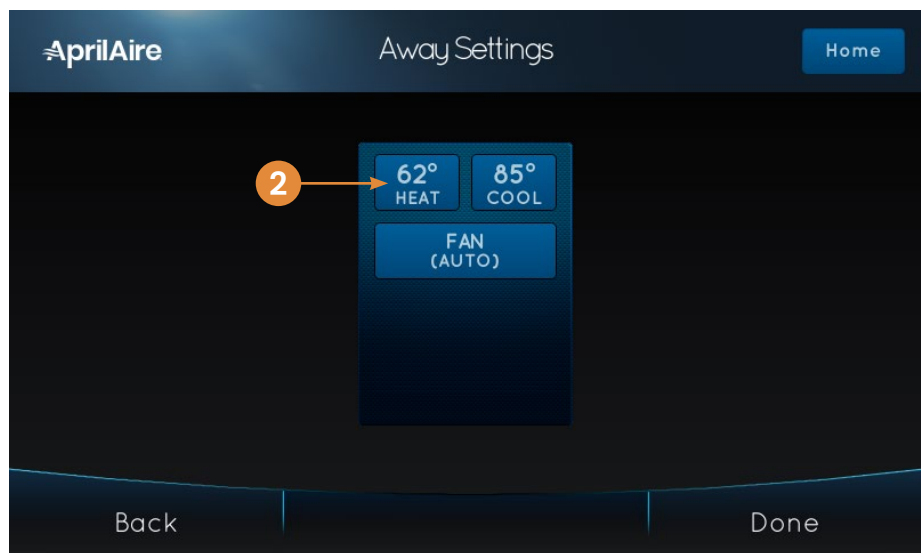 AprilAire
Away Settings
Home
2
62°
HEAT
85°
COOL
FAN
(AUTO)
Back
Done